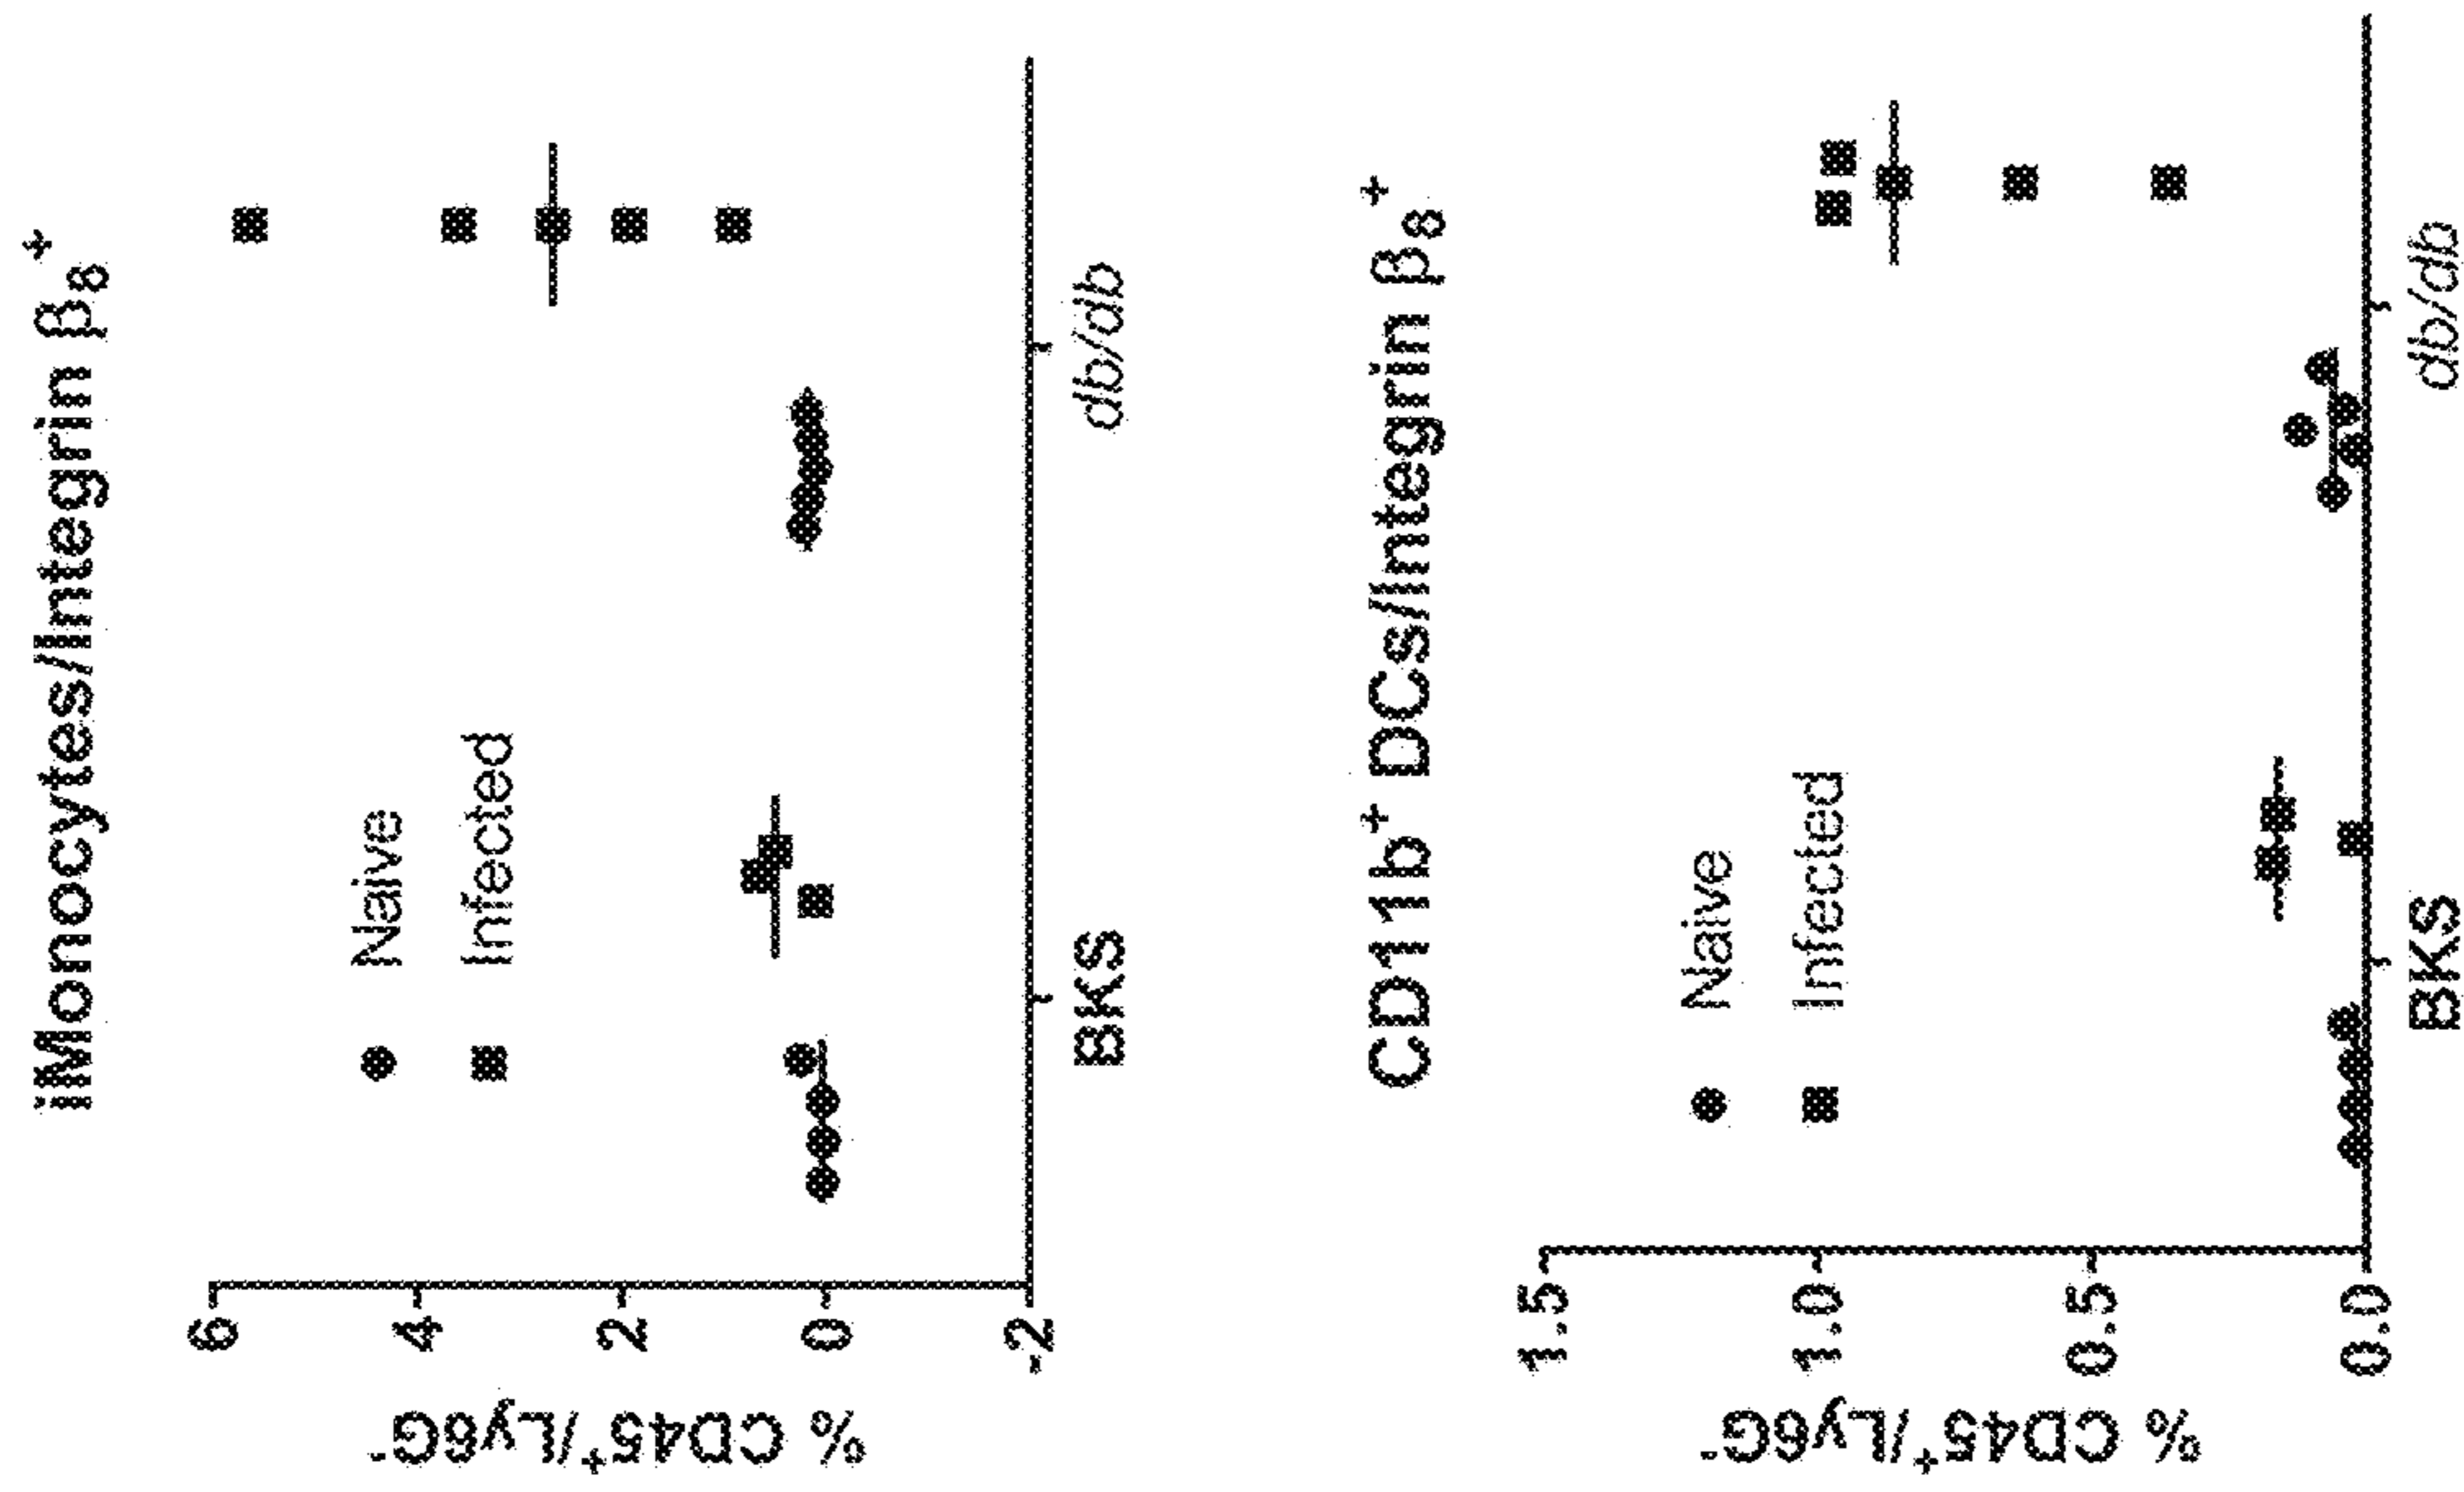 iMonocytes/Integrin β₈⁺
% CD45⁺/Ly6G⁻
6
4
2
0
-2
Naive
Infected
BKS
db/db
CD11b⁺ DCs/Integrin β₈⁺
% CD45⁺/Ly6G⁻
1.5
1.0
0.5
0.0
Naive
Infected
BKS
db/db